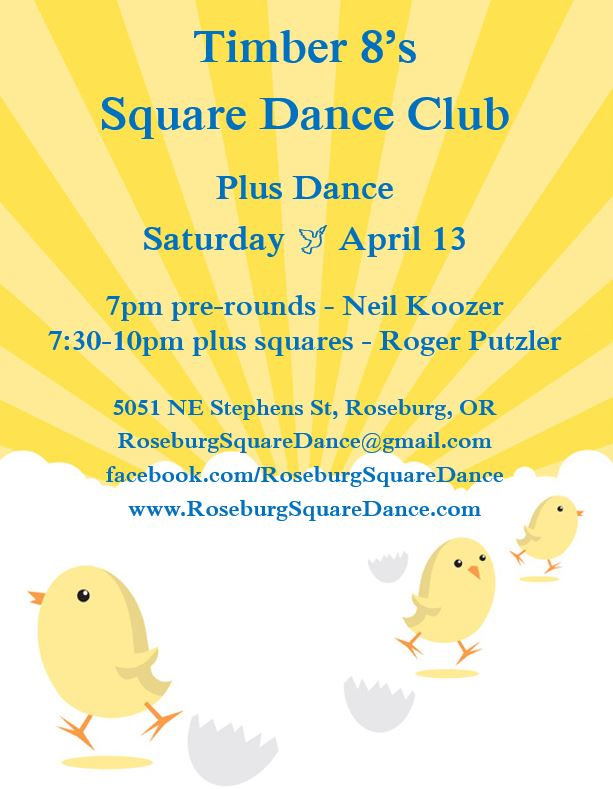 Timber 8’s
Square Dance Club
Plus Dance
Saturday 🕊 April 13
7pm pre-rounds - Neil Koozer
7:30-10pm plus squares - Roger Putzler
5051 NE Stephens St, Roseburg, OR
RoseburgSquareDance@gmail.com
facebook.com/RoseburgSquareDance
www.RoseburgSquareDance.com